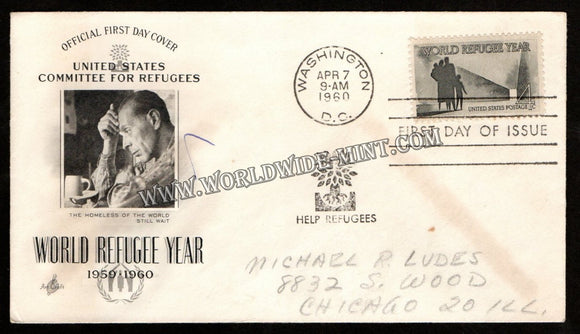 OFFICIAL FIRST DAY COVER
UNITED STATES
COMMITTEE FOR REFUGEES
THE HOMELESS OF THE WORLD
STILL WAIT
WORLD REFUGEE YEAR
1959-1960
Art Craft
WASHINGTON
APR 7
9-AM
1960
D.C.
WORLD REFUGEE YEAR
4¢
UNITED STATES POSTAGE
FIRST DAY OF ISSUE
HELP REFUGEES
www.WORLDWIDE-MINT.COM
MICHAEL R. LUDES
8832 S. WOOD
CHICAGO 20 ILL.